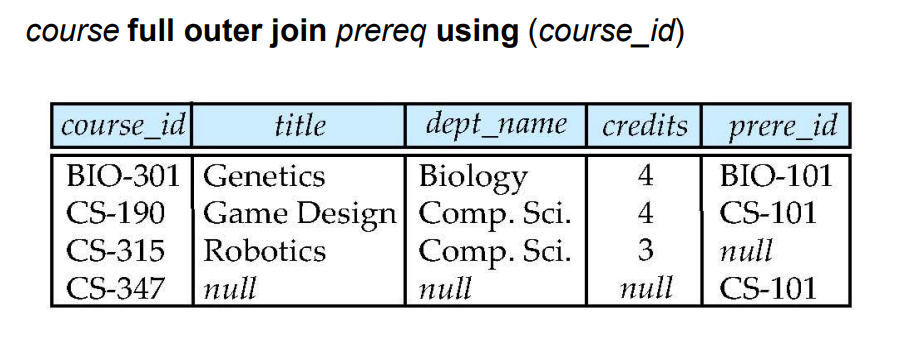 course full outer join prereq using (course_id)
course_id title dept_name credits prere_id
BIO-301 Genetics Biology 4 BIO-101
CS-190 Game Design Comp. Sci. 4 CS-101
CS-315 Robotics Comp. Sci. 3 null
CS-347 null null null CS-101